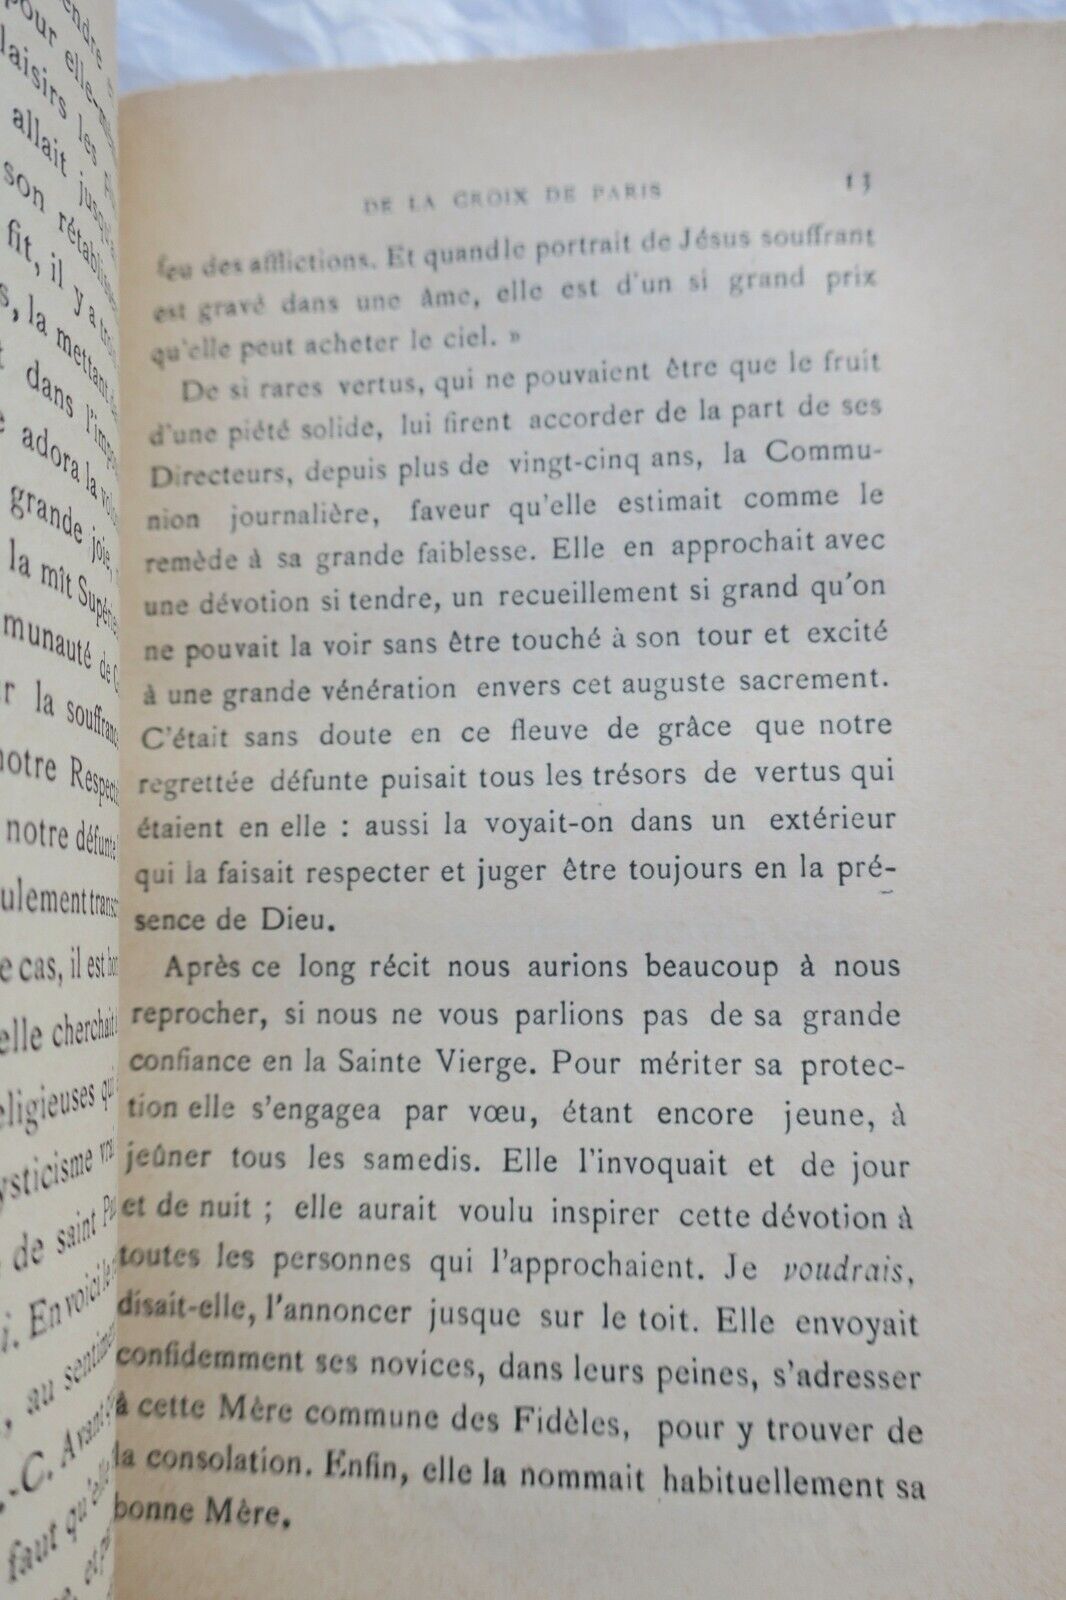 DE LA CROIX DE PARIS 13
feu des afflictions. Et quand le portrait de Jésus souffrant
est gravé dans une âme, elle est d'un si grand prix
qu'elle peut acheter le ciel. »
De si rares vertus, qui ne pouvaient être que le fruit
d'une piété solide, lui firent accorder de la part de ses
Directeurs, depuis plus de vingt-cinq ans, la Commu-
nion journalière, faveur qu'elle estimait comme le
remède à sa grande faiblesse. Elle en approchait avec
une dévotion si tendre, un recueillement si grand qu'on
ne pouvait la voir sans être touché à son tour et excité
à une grande vénération envers cet auguste sacrement.
C'était sans doute en ce fleuve de grâce que notre
regrettée défunte puisait tous les trésors de vertus qui
étaient en elle : aussi la voyait-on dans un extérieur
qui la faisait respecter et juger être toujours en la pré-
sence de Dieu.
Après ce long récit nous aurions beaucoup à nous
reprocher, si nous ne vous parlions pas de sa grande
confiance en la Sainte Vierge. Pour mériter sa protec-
tion elle s'engagea par vœu, étant encore jeune, à
jeûner tous les samedis. Elle l'invoquait et de jour
et de nuit ; elle aurait voulu inspirer cette dévotion à
toutes les personnes qui l'approchaient. Je voudrais,
disait-elle, l'annoncer jusque sur le toit. Elle envoyait
confidemment ses novices, dans leurs peines, s'adresser
à cette Mère commune des Fidèles, pour y trouver de
la consolation. Enfin, elle la nommait habituellement sa
bonne Mère.